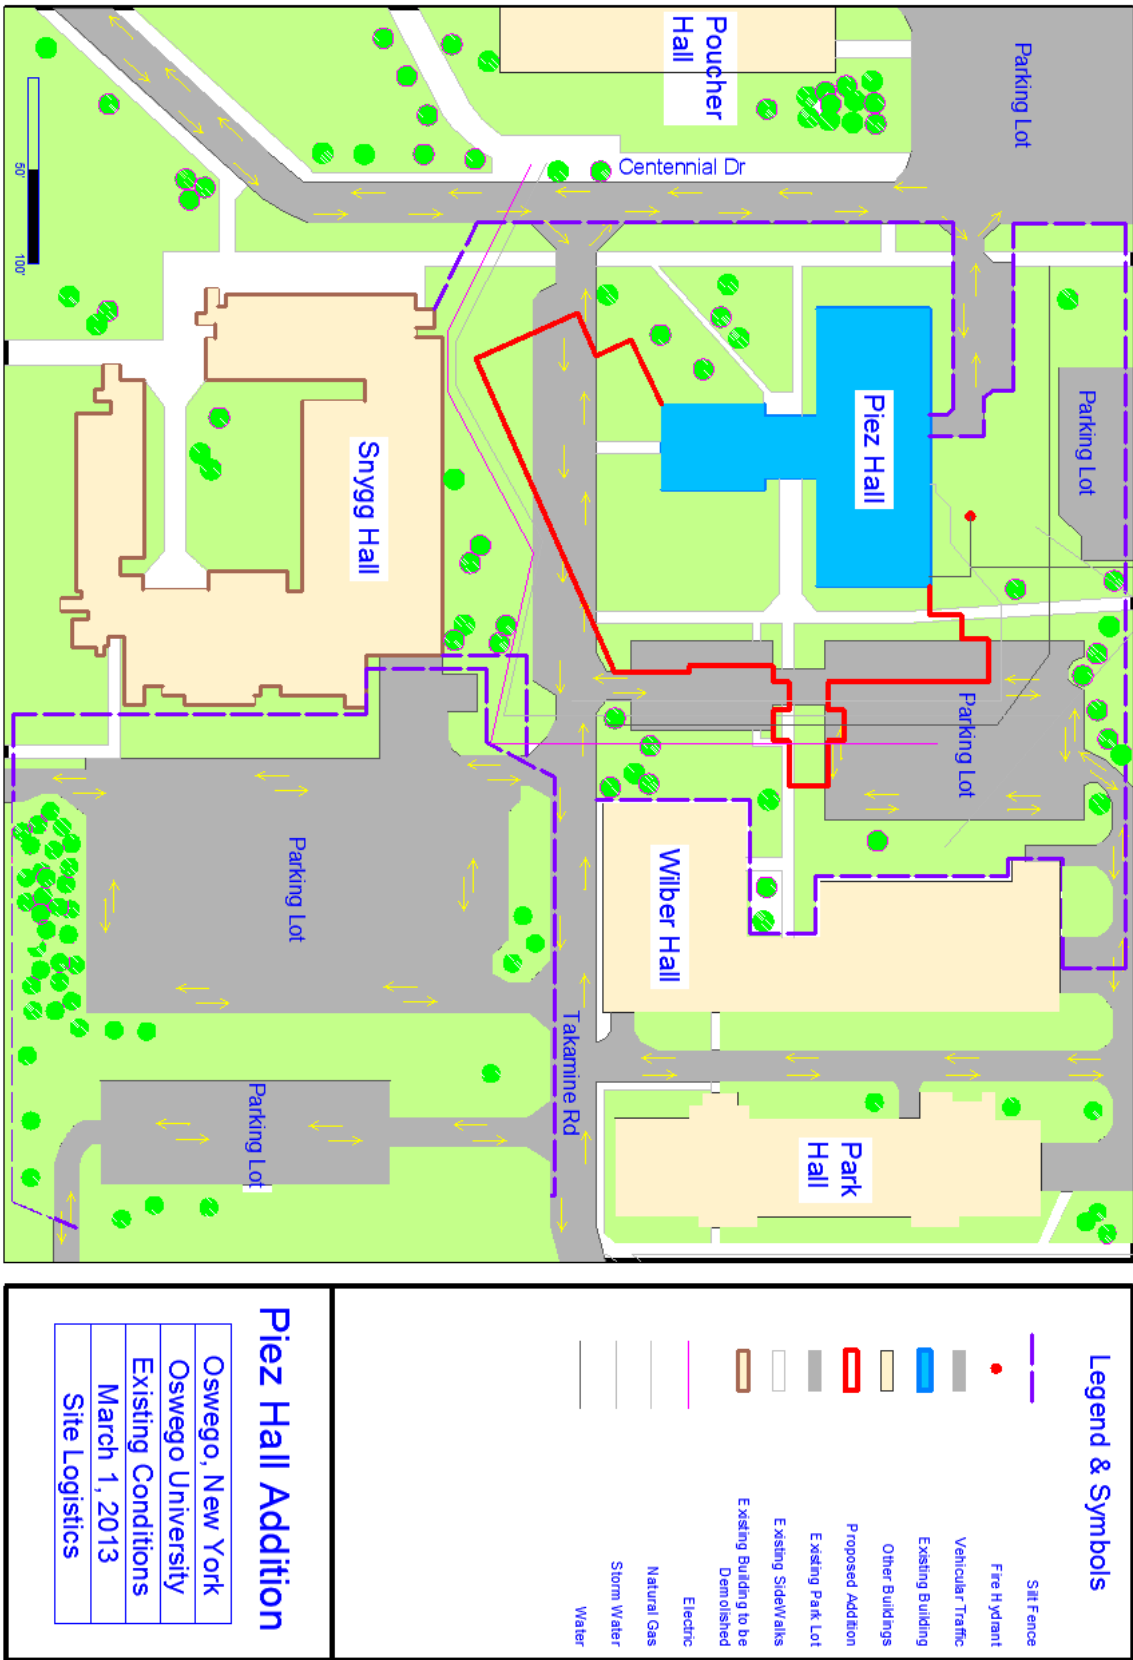 Poucher
Hall
Parking Lot
Centennial Dr
Piez Hall
Parking Lot
Snygg Hall
Parking Lot
Parking Lot
Wilber Hall
Takamine Rd
Parking Lot
Park
Hall
50'
100'
Legend & Symbols
Silt Fence
Fire Hydrant
Vehicular Traffic
Existing Building
Other Buildings
Proposed Addition
Existing Park Lot
Existing SideWalks
Existing Building to be
Demolished
Electric
Natural Gas
Storm Water
Water
Piez Hall Addition
Oswego, New York
Oswego University
Existing Conditions
March 1, 2013
Site Logistics